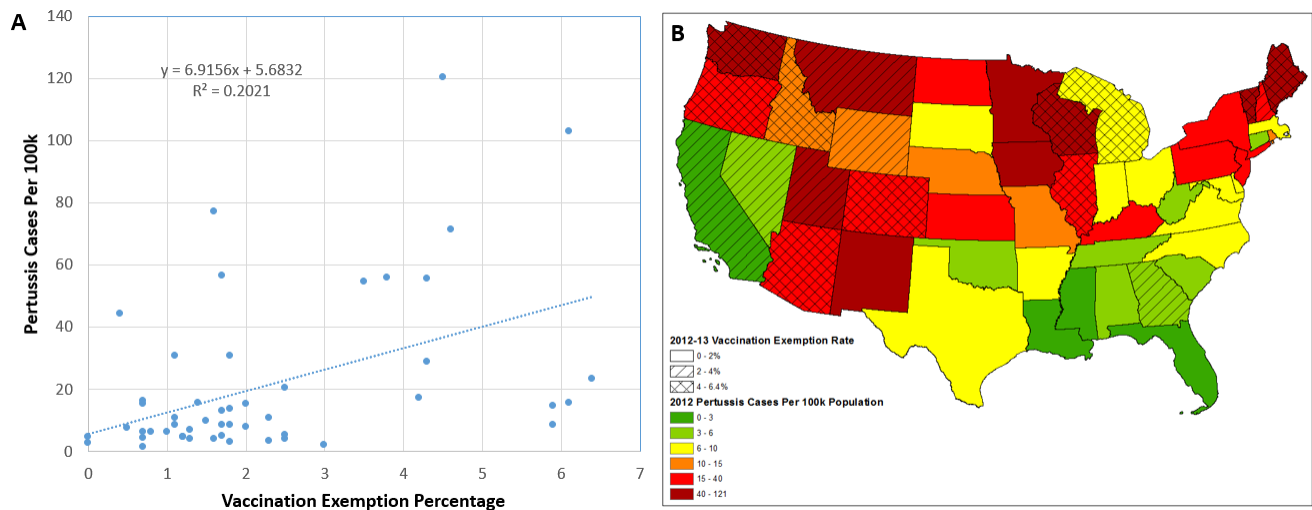 A
140
120
100
80
60
40
20
0
0 1 2 3 4 5 6 7
Pertussis Cases Per 100k
Vaccination Exemption Percentage
y = 6.9156x + 5.6832
R² = 0.2021
B
2012-13 Vaccination Exemption Rate
0 - 2%
2 - 4%
4 - 6.4%
2012 Pertussis Cases Per 100k Population
0 - 3
3 - 6
6 - 10
10 - 15
15 - 40
40 - 121